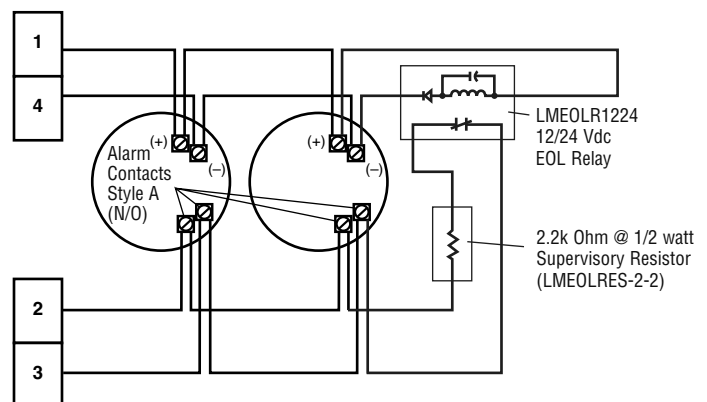 1
4
(+)
(–)
Alarm
Contacts
Style A
(N/O)
(+)
(–)
LMEOLR1224
12/24 Vdc
EOL Relay
2.2k Ohm @ 1/2 watt
Supervisory Resistor
(LMEOLRES-2-2)
2
3